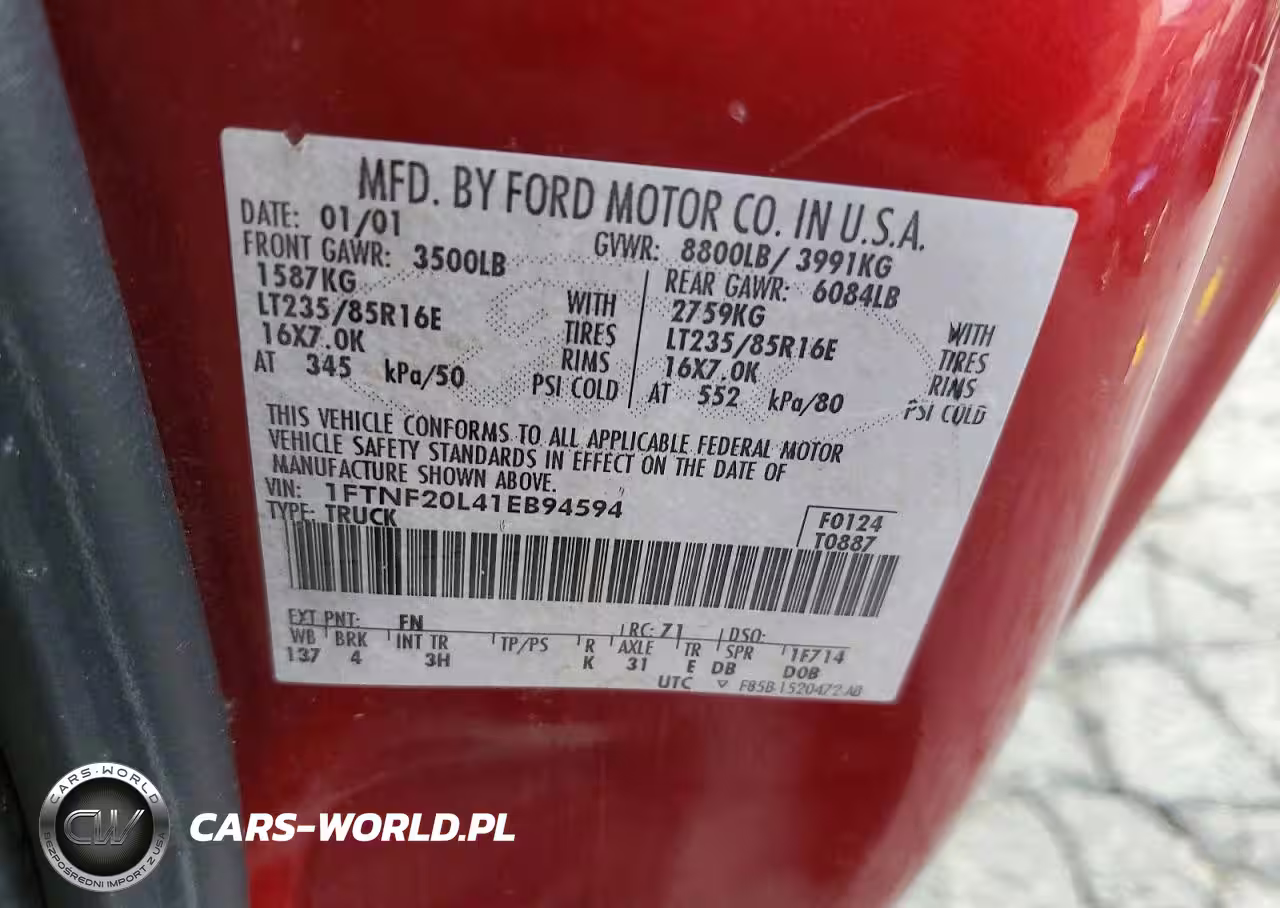 MFD. BY FORD MOTOR CO. IN U.S.A.
DATE: 01/01 GVWR: 8800LB/ 3991KG
FRONT GAWR: 3500LB REAR GAWR: 6084LB
1587KG WITH 2759KG WITH
LT235/85R16E TIRES LT235/85R16E TIRES
16X7.0K RIMS 16X7.0K RIMS
AT 345 kPa/50 PSI COLD AT 552 kPa/80 PSI COLD
THIS VEHICLE CONFORMS TO ALL APPLICABLE FEDERAL MOTOR
VEHICLE SAFETY STANDARDS IN EFFECT ON THE DATE OF
MANUFACTURE SHOWN ABOVE.
VIN: 1FTNF20L41EB94594
TYPE: TRUCK
F0124
T0887
EXT PNT: FN RC: 71 DSO:
WB BRK INT TR TP/PS R AXLE TR SPR 1F714
137 4 3H K 31 E DB DOB
UTC ▽ F85B-1520472-AB
CARS-WORLD
CW
BEZPOŚREDNI IMPORT Z USA
CARS-WORLD.PL